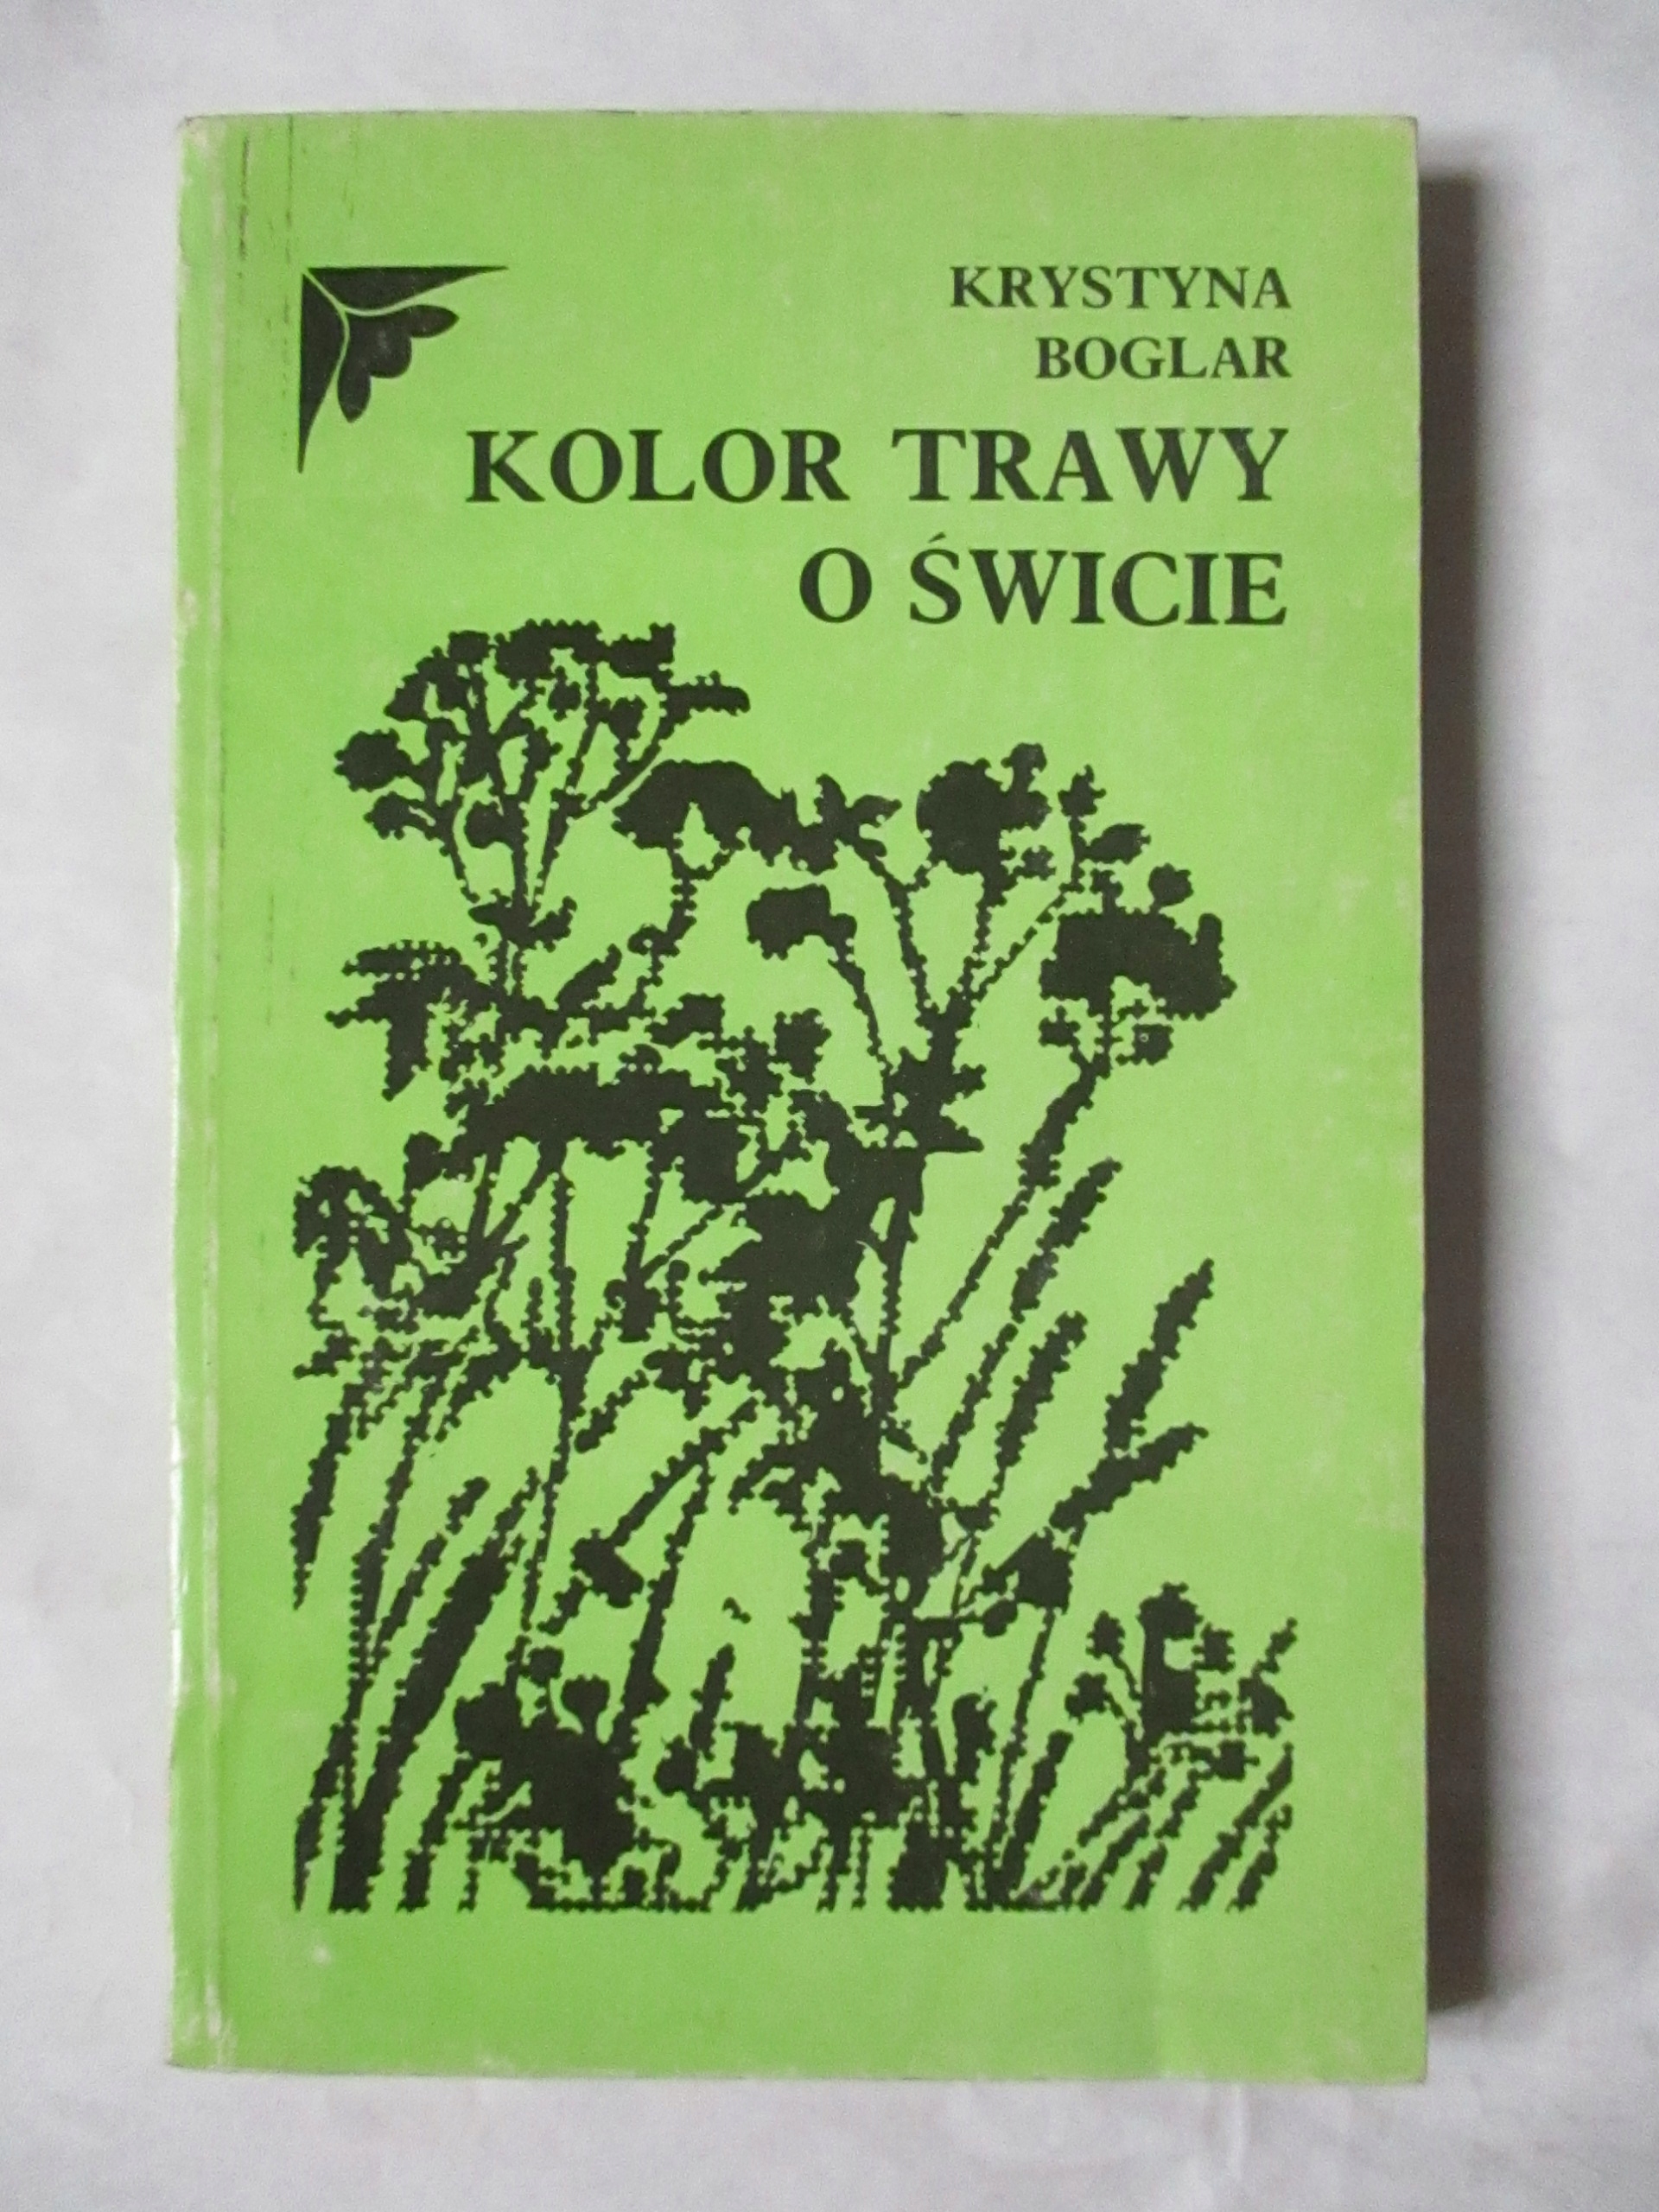 KRYSTYNA
BOGLAR
KOLOR TRAWY
O ŚWICIE